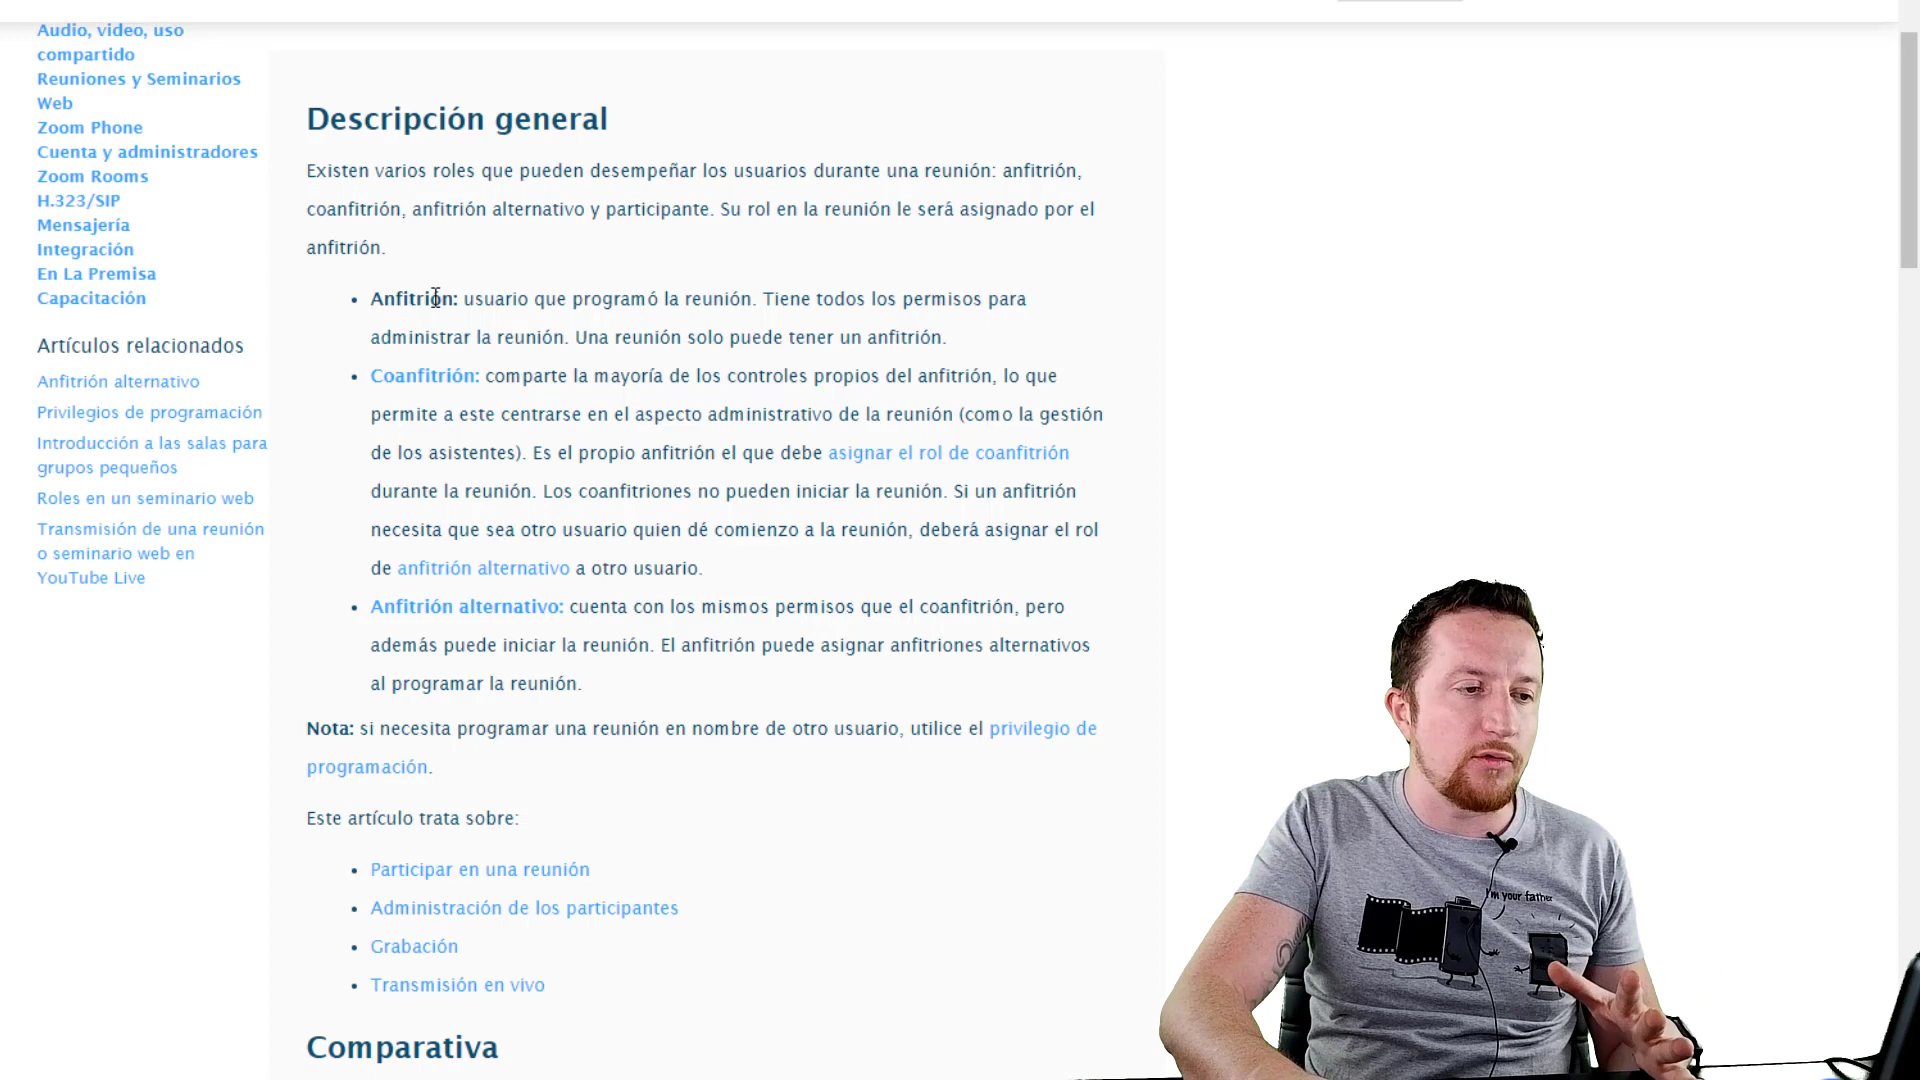 Audio, video, uso
compartido
Reuniones y Seminarios
Web
Zoom Phone
Cuenta y administradores
Zoom Rooms
H.323/SIP
Mensajería
Integración
En La Premisa
Capacitación
Artículos relacionados
Anfitrión alternativo
Privilegios de programación
Introducción a las salas para
grupos pequeños
Roles en un seminario web
Transmisión de una reunión
o seminario web en
YouTube Live
Descripción general
Existen varios roles que pueden desempeñar los usuarios durante una reunión: anfitrión,
coanfitrión, anfitrión alternativo y participante. Su rol en la reunión le será asignado por el
anfitrión.
• Anfitrión: usuario que programó la reunión. Tiene todos los permisos para
administrar la reunión. Una reunión solo puede tener un anfitrión.
• Coanfitrión: comparte la mayoría de los controles propios del anfitrión, lo que
permite a este centrarse en el aspecto administrativo de la reunión (como la gestión
de los asistentes). Es el propio anfitrión el que debe asignar el rol de coanfitrión
durante la reunión. Los coanfitriones no pueden iniciar la reunión. Si un anfitrión
necesita que sea otro usuario quien dé comienzo a la reunión, deberá asignar el rol
de anfitrión alternativo a otro usuario.
• Anfitrión alternativo: cuenta con los mismos permisos que el coanfitrión, pero
además puede iniciar la reunión. El anfitrión puede asignar anfitriones alternativos
al programar la reunión.
Nota: si necesita programar una reunión en nombre de otro usuario, utilice el privilegio de
programación.
Este artículo trata sobre:
• Participar en una reunión
• Administración de los participantes
• Grabación
• Transmisión en vivo
Comparativa
I'm your father